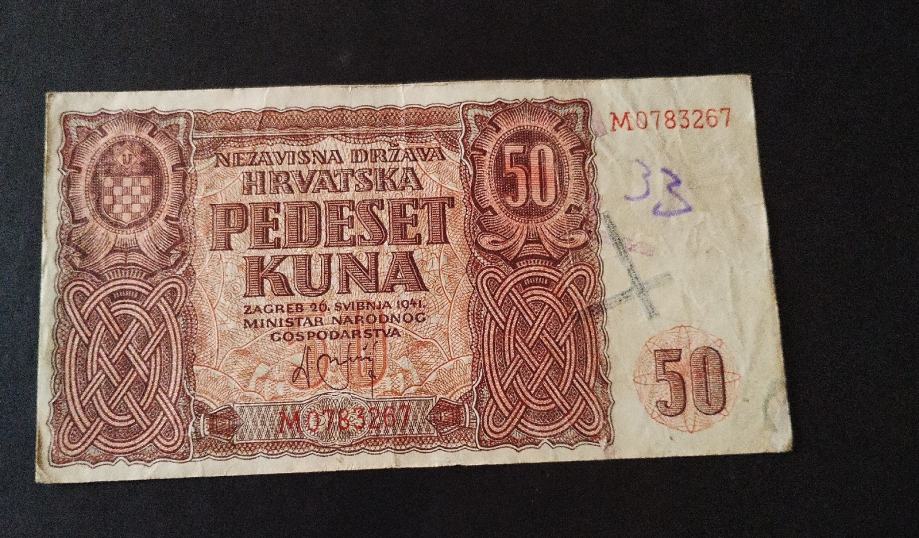 U
NEZAVISNA DRŽAVA
HRVATSKA
PEDESET
KUNA
ZAGREB 26. SVIBNJA 1941.
MINISTAR NARODNOG
GOSPODARSTVA
M0783267
50
M0783267
33
50